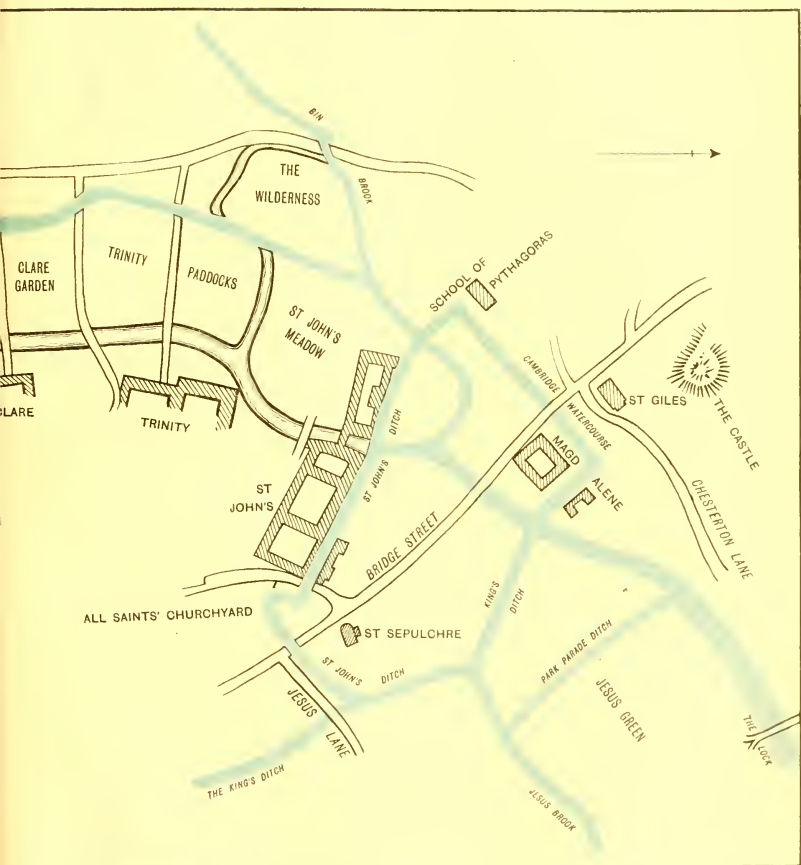 BIN
BROOK
THE
WILDERNESS
TRINITY
PADDOCKS
CLARE
GARDEN
ST JOHN'S
MEADOW
SCHOOL OF
PYTHAGORAS
CAMBRIDGE
WATERCOURSE
ST GILES
THE CASTLE
CLARE
TRINITY
ST JOHN'S
DITCH
MAGD
ALENE
CHESTERTON LANE
ST
JOHN'S
BRIDGE STREET
ALL SAINTS' CHURCHYARD
ST SEPULCHRE
KING'S
DITCH
PARK PARADE DITCH
ST JOHN'S
DITCH
JESUS
LANE
JESUS GREEN
THE
LOCK
THE KING'S DITCH
JESUS BROOK